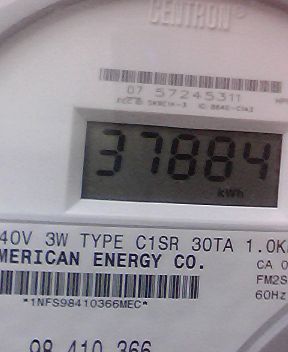 CENTRON®
07 57245311
37884
kWh
40V 3W TYPE C1SR 30TA 1.0K
MERICAN ENERGY CO.
CA 0
FM2S
60Hz
*1NFS98410366MEC*
98 410 366